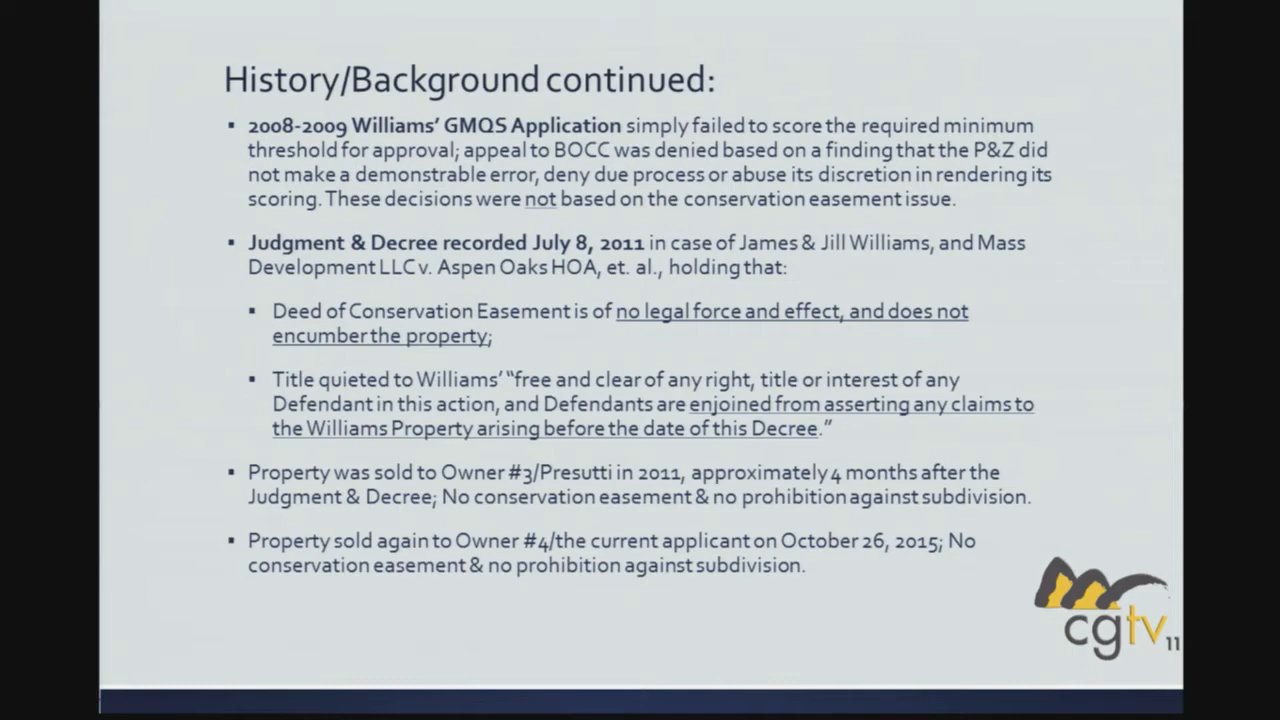 History/Background continued:
▪ 2008-2009 Williams' GMQS Application simply failed to score the required minimum
threshold for approval; appeal to BOCC was denied based on a finding that the P&Z did
not make a demonstrable error, deny due process or abuse its discretion in rendering its
scoring. These decisions were not based on the conservation easement issue.
▪ Judgment & Decree recorded July 8, 2011 in case of James & Jill Williams, and Mass
Development LLC v. Aspen Oaks HOA, et. al., holding that:
▪ Deed of Conservation Easement is of no legal force and effect, and does not
encumber the property;
▪ Title quieted to Williams' “free and clear of any right, title or interest of any
Defendant in this action, and Defendants are enjoined from asserting any claims to
the Williams Property arising before the date of this Decree.”
▪ Property was sold to Owner #3/Presutti in 2011, approximately 4 months after the
Judgment & Decree; No conservation easement & no prohibition against subdivision.
▪ Property sold again to Owner #4/the current applicant on October 26, 2015; No
conservation easement & no prohibition against subdivision.
cgtv 11